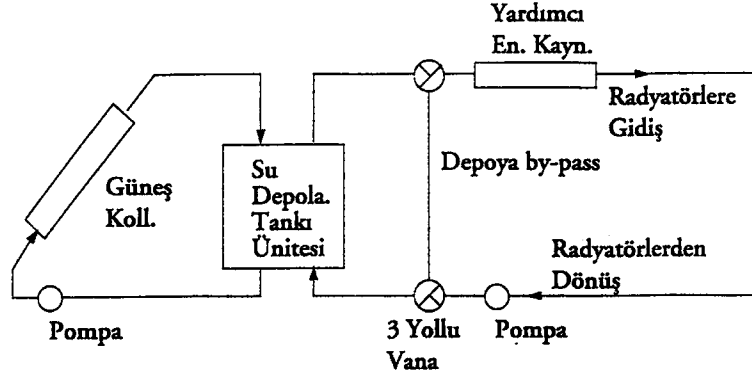 Yardımcı
En. Kayn.
Radyatörlere
Gidiş
Güneş
Koll.
Su
Depola.
Tankı
Ünitesi
Depoya by-pass
Radyatörlerden
Dönüş
Pompa
3 Yollu
Vana
Pompa